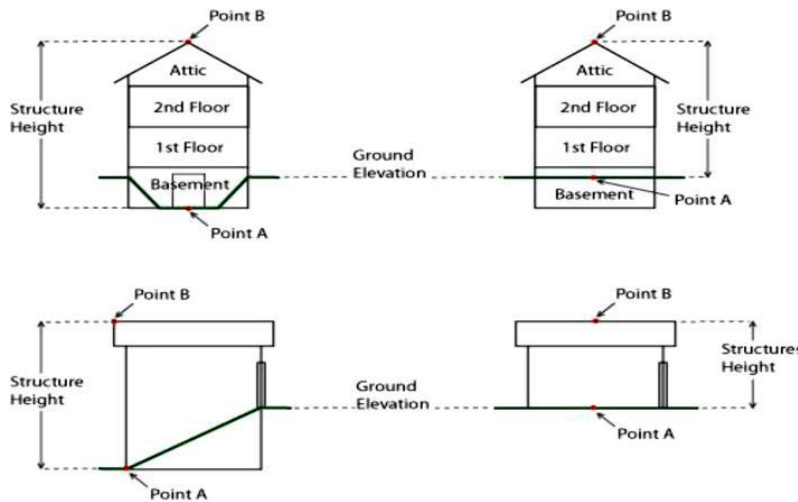 Point B
Attic
2nd Floor
1st Floor
Basement
Structure
Height
Point A
Ground
Elevation
Point B
Attic
2nd Floor
1st Floor
Basement
Structure
Height
Point A
Point B
Structure
Height
Point A
Ground
Elevation
Point B
Structures
Height
Point A